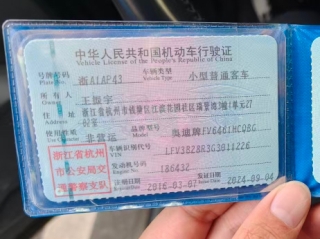 中华人民共和国机动车行驶证
Vehicle License of the People's Republic of China
号牌号码 浙A1AP43 车辆类型 小型普通客车
Plate No. Vehicle Type
所有人 王振宇
Owner
住址 浙江省杭州市
Address
使用性质 非营运 品牌型号 奥迪牌FV6461HCQBG
Use Character Model
浙江省杭州 车辆识别代号 LFV3B28R3G3011226
VIN
市公安局交 发动机号码 186432
Engine No.
通警察支队 注册日期 2016-03-07 发证日期 2024-09-04
Register Date Issue Date